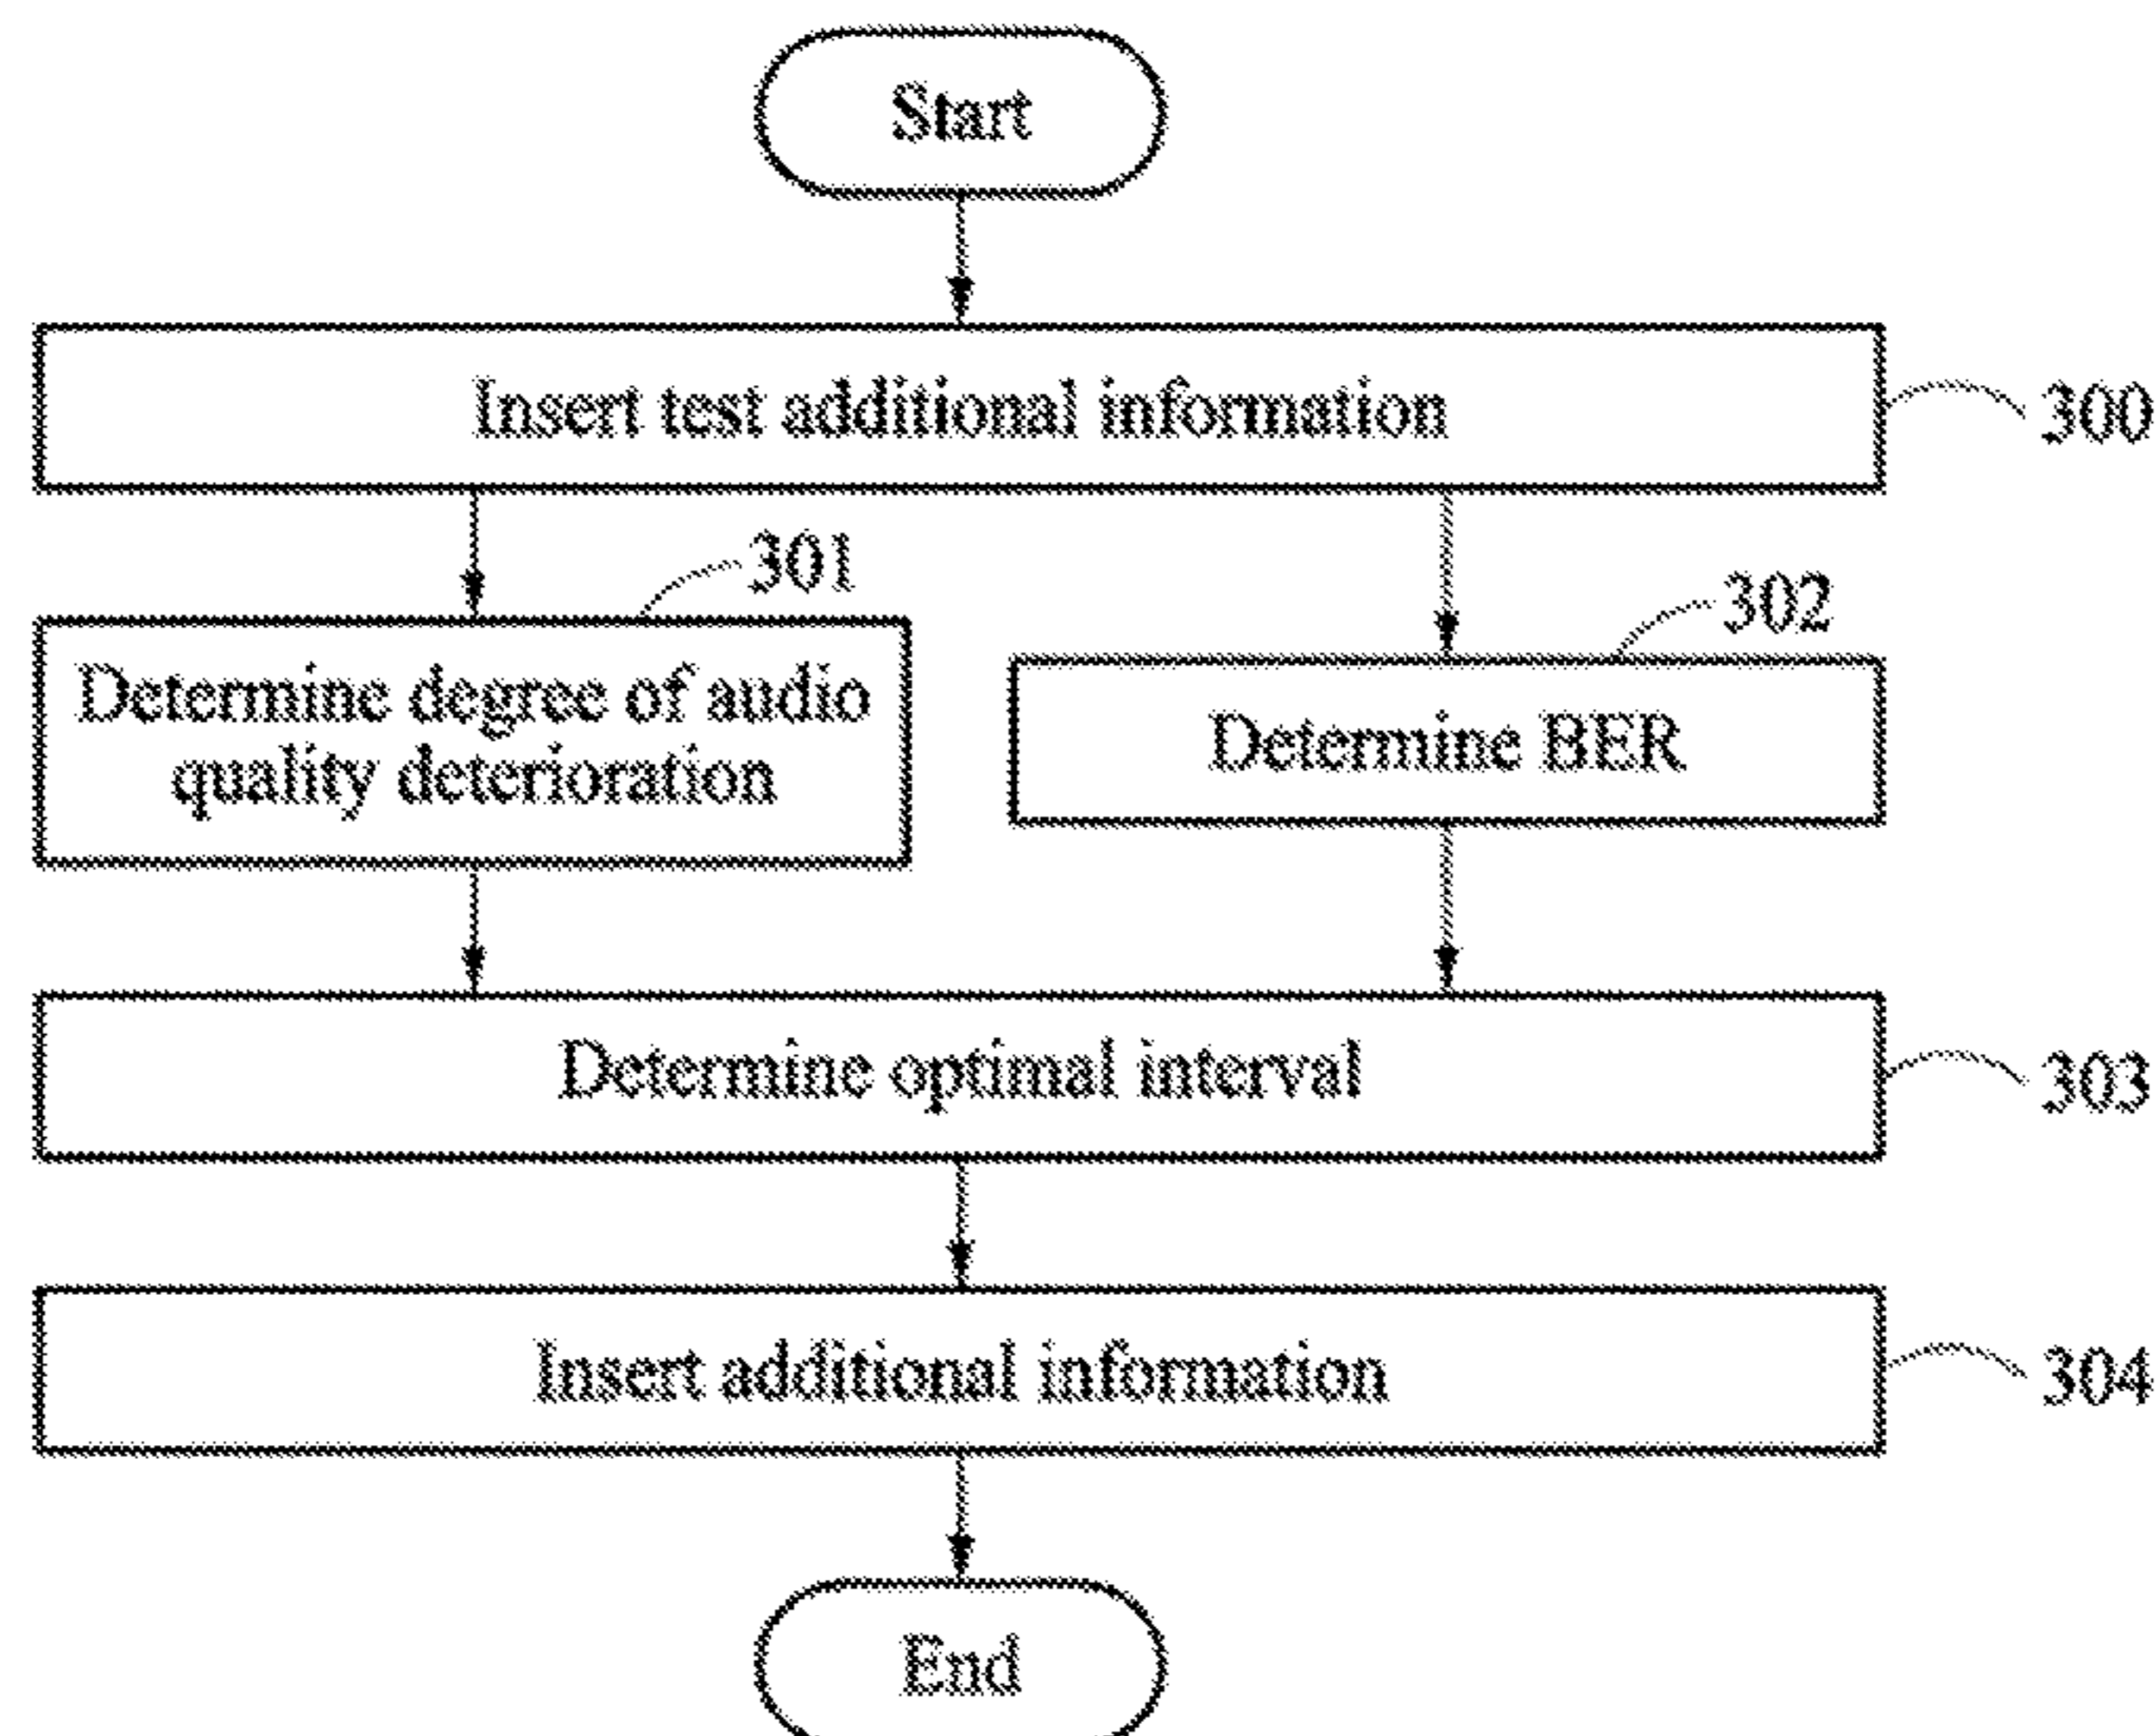 Start
Insert test additional information
300
301
302
Determine degree of audio
quality deterioration
Determine BER
Determine optimal interval
303
Insert additional information
304
End